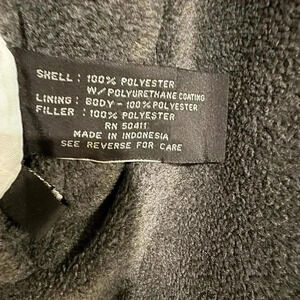 SHELL : 100% POLYESTER
W/POLYURETHANE COATING
LINING : BODY - 100% POLYESTER
FILLER : 100% POLYESTER
RN 50411
MADE IN INDONESIA
SEE REVERSE FOR CARE